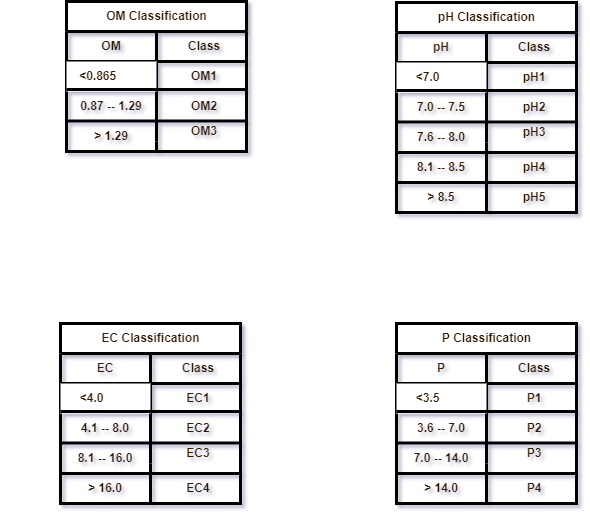 OM Classification
OM Class
<0.865 OM1
0.87 -- 1.29 OM2
> 1.29 OM3
pH Classification
pH Class
<7.0 pH1
7.0 -- 7.5 pH2
7.6 -- 8.0 pH3
8.1 -- 8.5 pH4
> 8.5 pH5
EC Classification
EC Class
<4.0 EC1
4.1 -- 8.0 EC2
8.1 -- 16.0 EC3
> 16.0 EC4
P Classification
P Class
<3.5 P1
3.6 -- 7.0 P2
7.0 -- 14.0 P3
> 14.0 P4